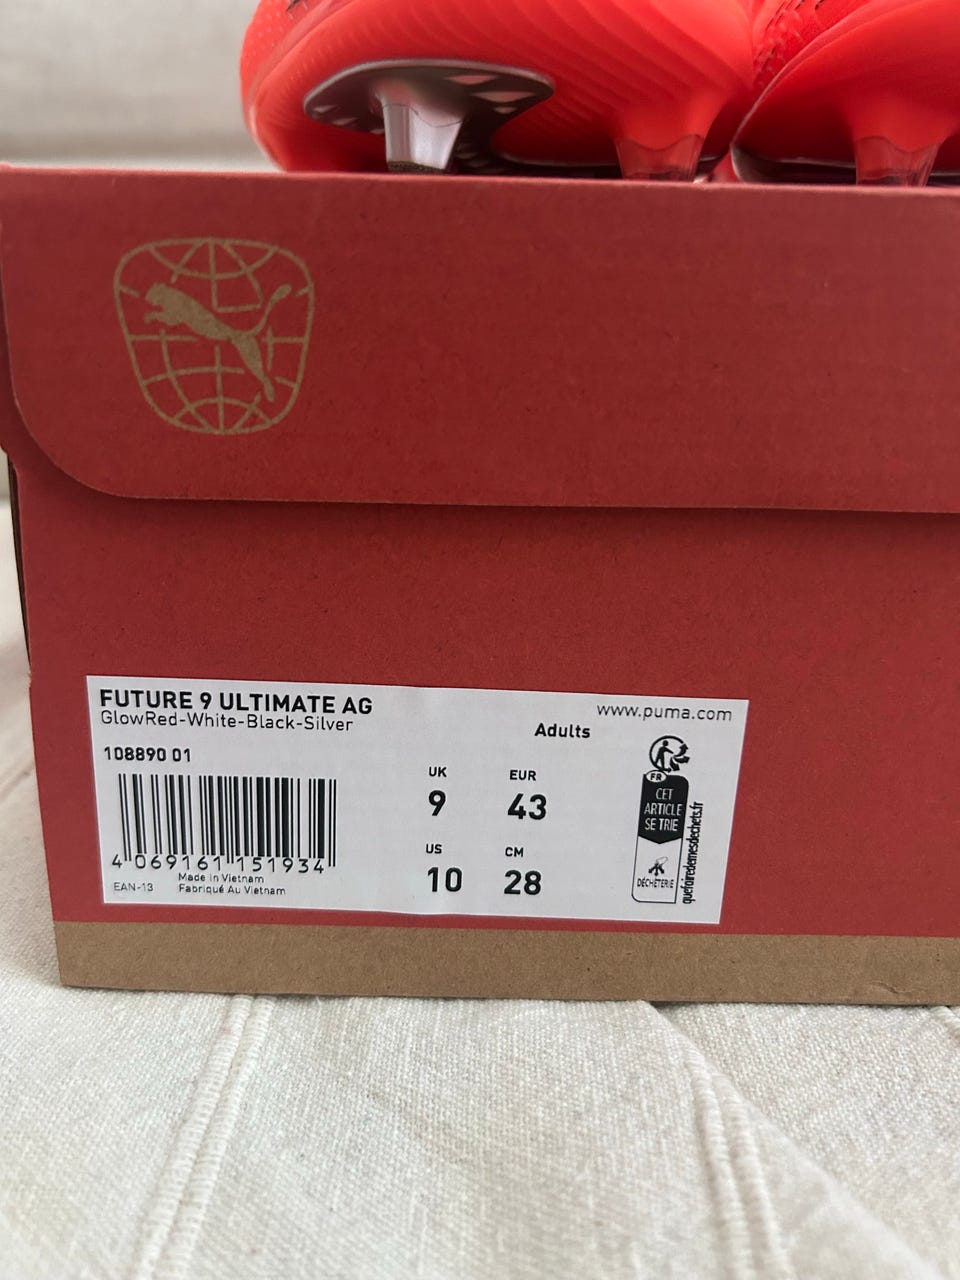 FUTURE 9 ULTIMATE AG
GlowRed-White-Black-Silver
www.puma.com
Adults
108890 01
UK
9
EUR
43
US
10
CM
28
4 069161 151934
EAN-13
Made in Vietnam
Fabriqué Au Vietnam
FR
CET
ARTICLE
SE TRIE
DÉCHÈTERIE
quefairedemesdechets.fr